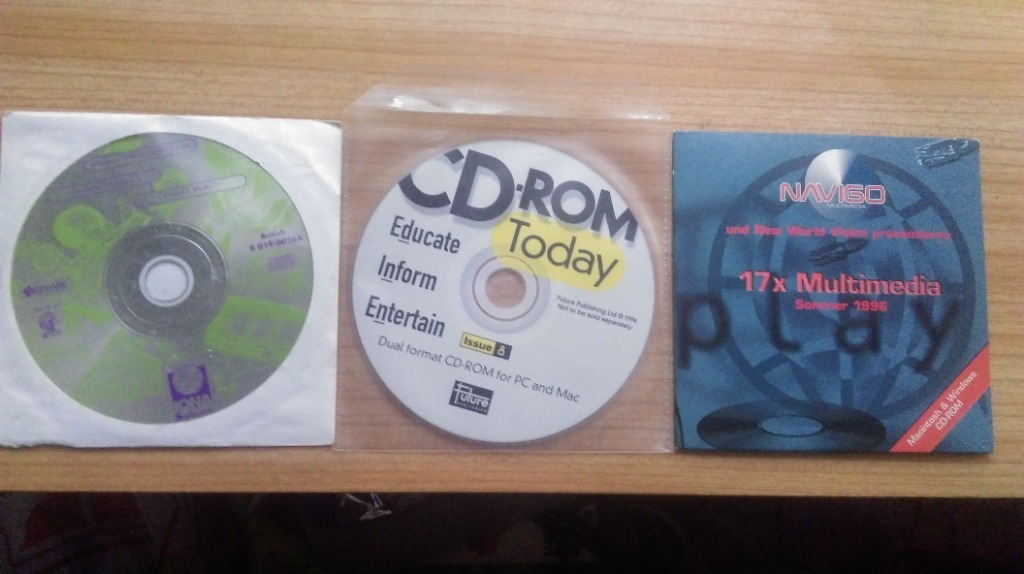 British
CD-ROM
Today
Educate
Inform
Entertain
Future Publishing Ltd © 1994
Not to be sold separately
Issue 8
Dual format CD-ROM for PC and Mac
future
NAVIGO
MULTIMEDIA
und New World Vision präsentieren
17x Multimedia
Sommer 1996
play
Macintosh & Windows
CD-ROM